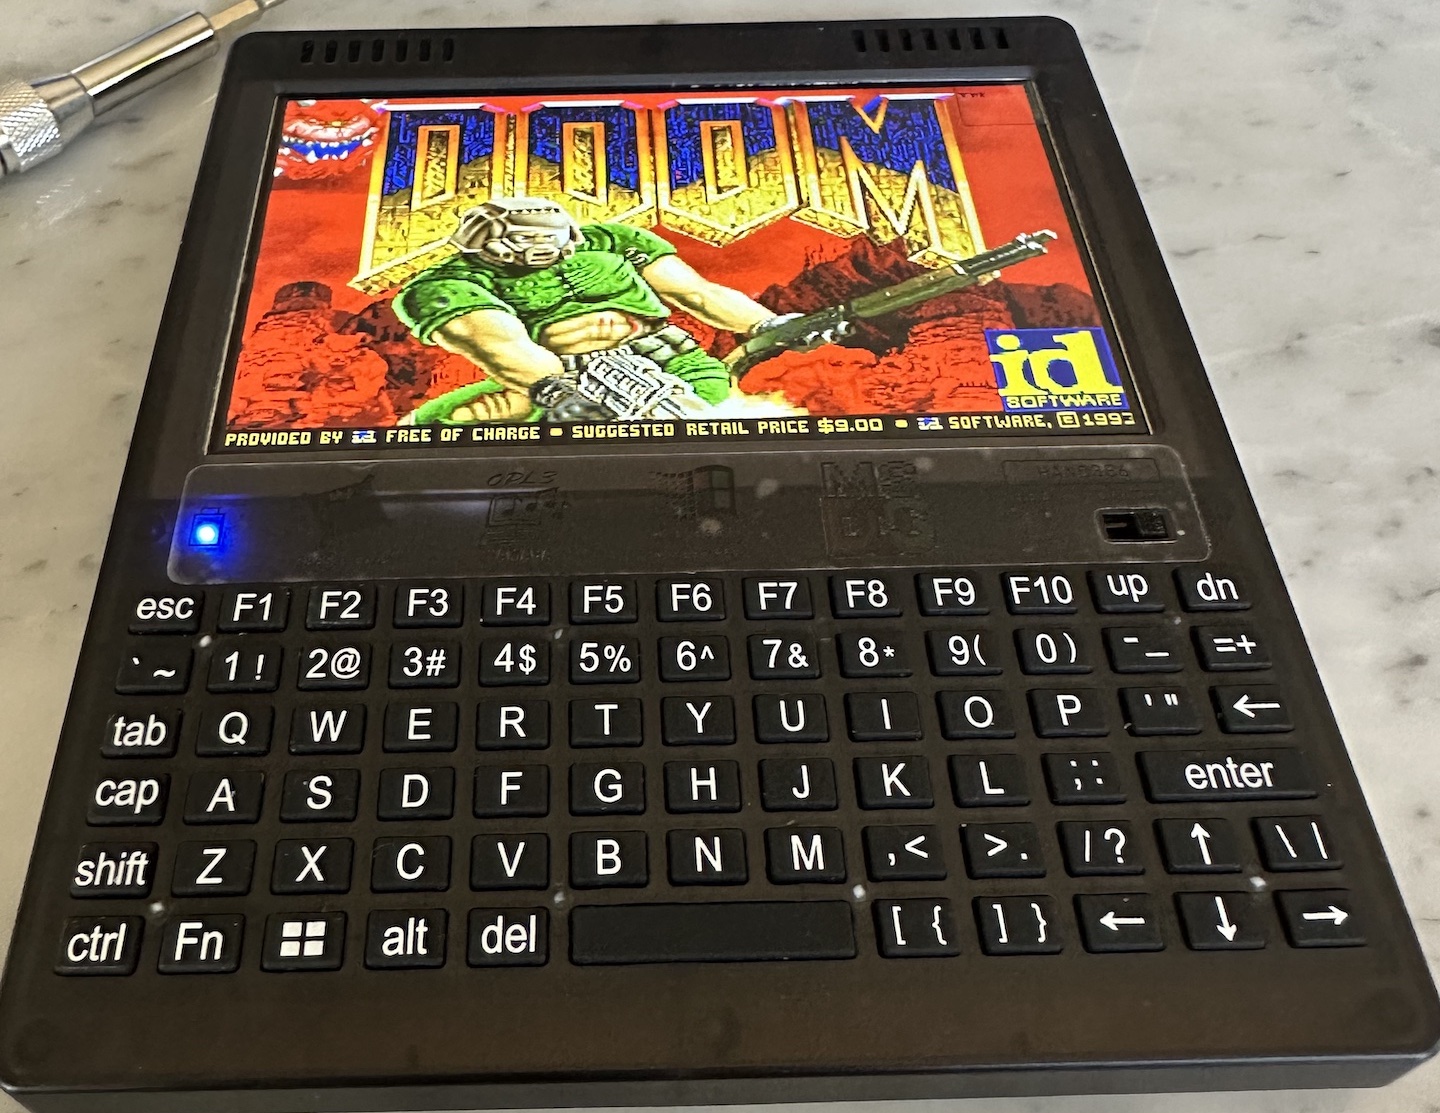 DOOM
id
SOFTWARE
PROVIDED BY id FREE OF CHARGE • SUGGESTED RETAIL PRICE $9.00 • id SOFTWARE, © 1993
OPL3
esc F1 F2 F3 F4 F5 F6 F7 F8 F9 F10 up dn
`~ 1! 2@ 3# 4$ 5% 6^ 7& 8* 9( 0) -_ =+
tab Q W E R T Y U I O P '" ←
cap A S D F G H J K L ;: enter
shift Z X C V B N M ,< >. /? ↑ \|
ctrl Fn alt del [{ ]} ← ↓ →